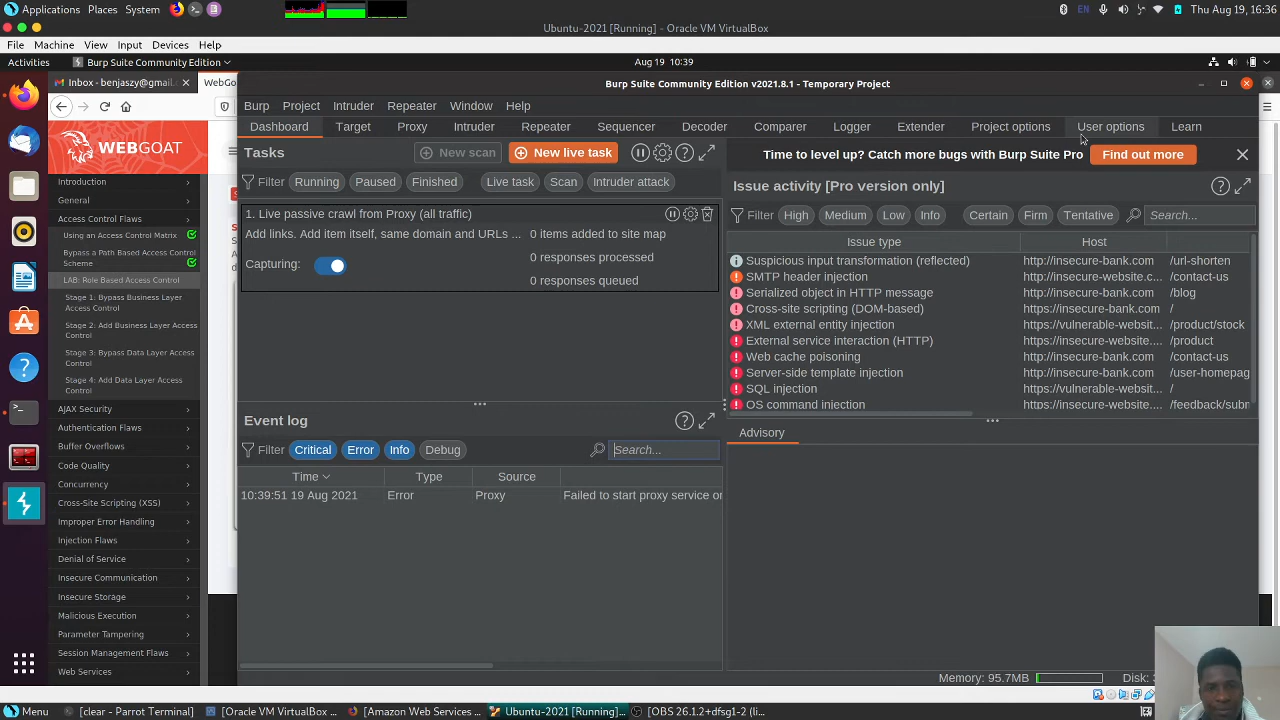 Applications Places System EN Thu Aug 19, 16:36
Ubuntu-2021 [Running] - Oracle VM VirtualBox
File Machine View Input Devices Help
Activities Burp Suite Community Edition Aug 19 10:39
Inbox - benjaszy@gmail. WebGo
Burp Suite Community Edition v2021.8.1 - Temporary Project
Burp Project Intruder Repeater Window Help
Dashboard Target Proxy Intruder Repeater Sequencer Decoder Comparer Logger Extender Project options User options Learn
WEBGOAT
Introduction
General
Access Control Flaws
Using an Access Control Matrix
Bypass a Path Based Access Control Scheme
LAB: Role Based Access Control
Stage 1: Bypass Business Layer Access Control
Stage 2: Add Business Layer Access Control
Stage 3: Bypass Data Layer Access Control
Stage 4: Add Data Layer Access Control
AJAX Security
Authentication Flaws
Buffer Overflows
Code Quality
Concurrency
Cross-Site Scripting (XSS)
Improper Error Handling
Injection Flaws
Denial of Service
Insecure Communication
Insecure Storage
Malicious Execution
Parameter Tampering
Session Management Flaws
Web Services
Tasks New scan New live task
Filter Running Paused Finished Live task Scan Intruder attack
1. Live passive crawl from Proxy (all traffic)
Add links. Add item itself, same domain and URLs ... 0 items added to site map
Capturing: 0 responses processed
0 responses queued
Event log
Filter Critical Error Info Debug Search...
Time Type Source
10:39:51 19 Aug 2021 Error Proxy Failed to start proxy service or
Time to level up? Catch more bugs with Burp Suite Pro Find out more
Issue activity [Pro version only]
Filter High Medium Low Info Certain Firm Tentative Search...
Issue type Host
Suspicious input transformation (reflected) http://insecure-bank.com /url-shorten
SMTP header injection http://insecure-website.c... /contact-us
Serialized object in HTTP message http://insecure-bank.com /blog
Cross-site scripting (DOM-based) http://insecure-bank.com /
XML external entity injection https://vulnerable-websit... /product/stock
External service interaction (HTTP) https://insecure-website.... /product
Web cache poisoning http://insecure-bank.com /contact-us
Server-side template injection http://insecure-bank.com /user-homepag
SQL injection https://vulnerable-websit... /
OS command injection https://insecure-website.... /feedback/subr
Advisory
Memory: 95.7MB Disk:
Menu [clear - Parrot Terminal] [Oracle VM VirtualBox ... [Amazon Web Services ... Ubuntu-2021 [Running]... [OBS 26.1.2+dfsg1-2 (li...